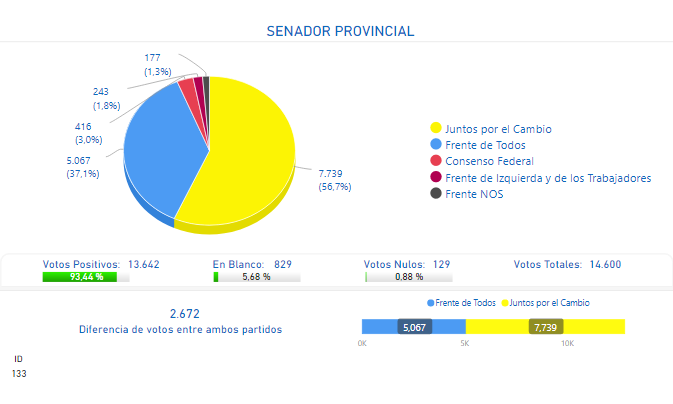 SENADOR PROVINCIAL
177
(1,3%)
243
(1,8%)
416
(3,0%)
5.067
(37,1%)
7.739
(56,7%)
Juntos por el Cambio
Frente de Todos
Consenso Federal
Frente de Izquierda y de los Trabajadores
Frente NOS
Votos Positivos: 13.642
93,44 %
En Blanco: 829
5,68 %
Votos Nulos: 129
0,88 %
Votos Totales: 14.600
2.672
Diferencia de votos entre ambos partidos
Frente de Todos Juntos por el Cambio
5,067 7,739
0K 5K 10K
ID
133